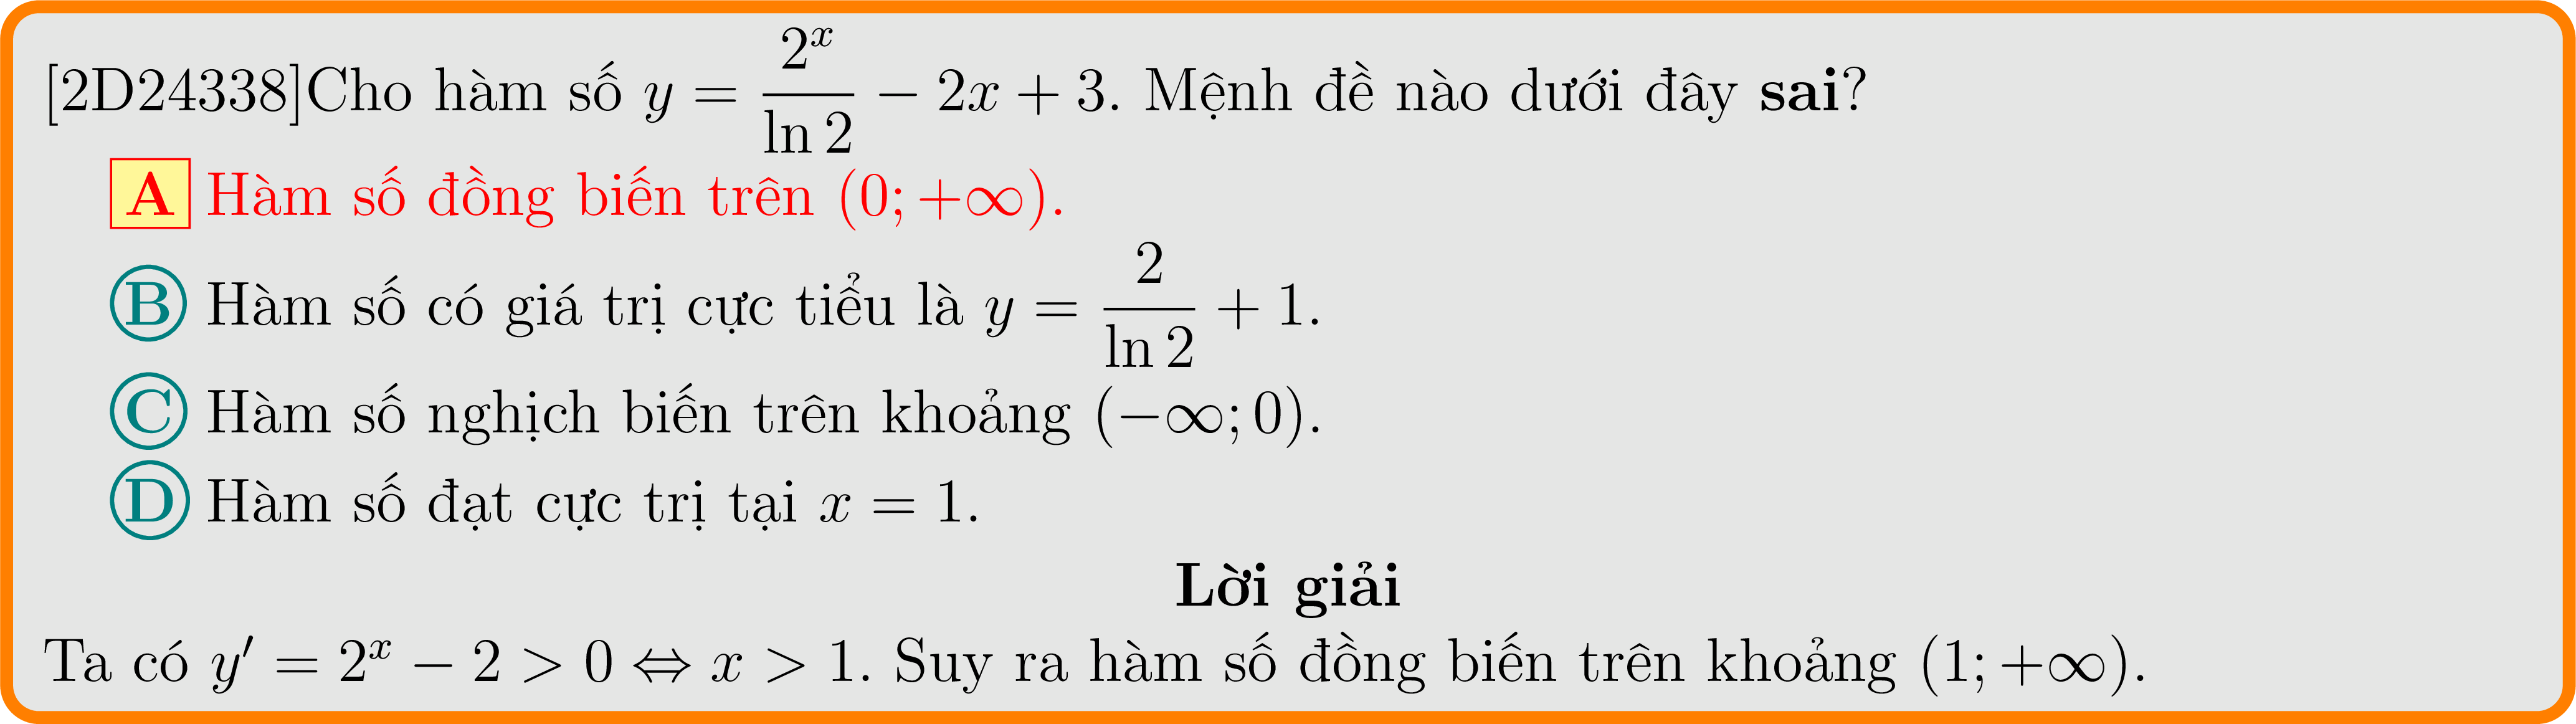 [2D24338]Cho hàm số $y = \dfrac{2^x}{\ln 2} - 2x + 3$. Mệnh đề nào dưới đây sai?
A Hàm số đồng biến trên $(0; +\infty)$.
B Hàm số có giá trị cực tiểu là $y = \dfrac{2}{\ln 2} + 1$.
C Hàm số nghịch biến trên khoảng $(-\infty; 0)$.
D Hàm số đạt cực trị tại $x = 1$.
Lời giải
Ta có $y' = 2^x - 2 > 0 \Leftrightarrow x > 1$. Suy ra hàm số đồng biến trên khoảng $(1; +\infty)$.